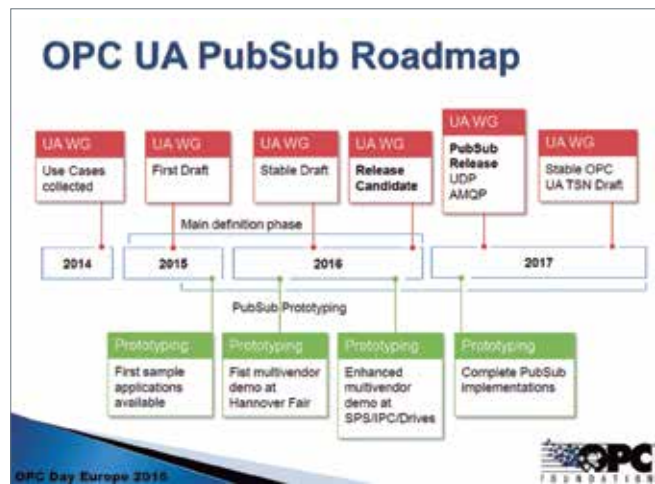 OPC UA PubSub Roadmap
UA WG
Use Cases
collected
UA WG
First Draft
UA WG
Stable Draft
UA WG
Release
Candidate
UA WG
PubSub
Release
UDP
AMQP
UA WG
Stable OPC
UA TSN Draft
Main definition phase
2014
2015
2016
2017
PubSub Prototyping
Prototyping
First sample
applications
available
Prototyping
Fist multivendor
demo at
Hannover Fair
Prototyping
Enhanced
multivendor
demo at
SPS/IPC/Drives
Prototyping
Complete PubSub
implementations
OPC Day Europe 2016
OPC
FOUNDATION